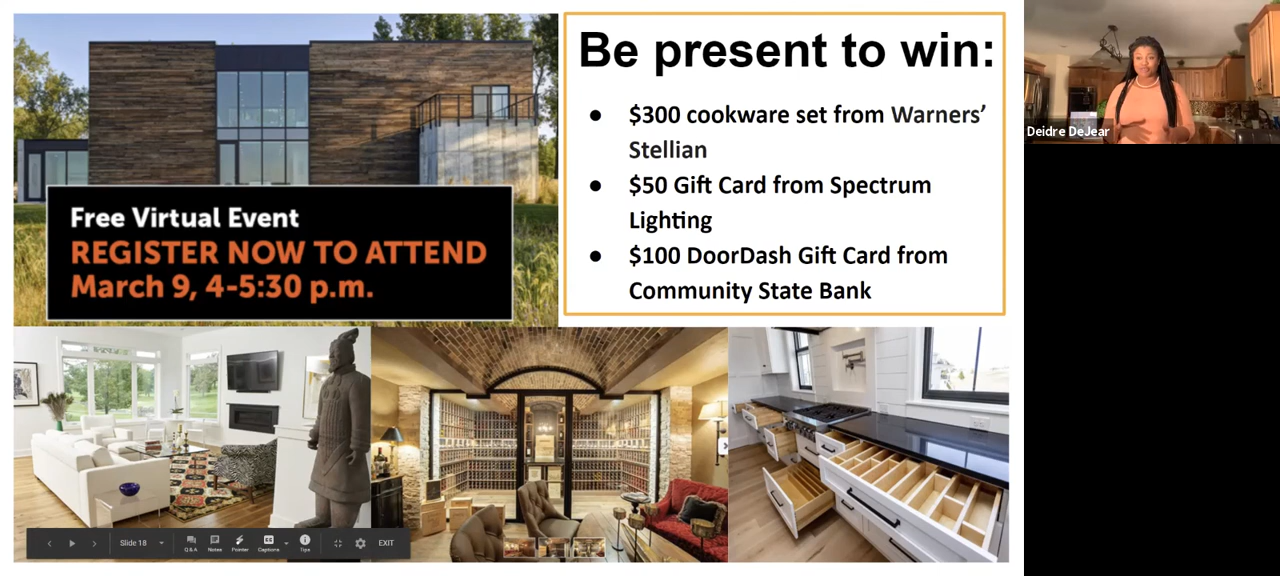 Free Virtual Event
REGISTER NOW TO ATTEND
March 9, 4-5:30 p.m.
Be present to win:
● $300 cookware set from Warners’
Stellian
● $50 Gift Card from Spectrum
Lighting
● $100 DoorDash Gift Card from
Community State Bank
Deidre DeJear
Slide 18
Q&A Notes Pointer Captions Tips EXIT